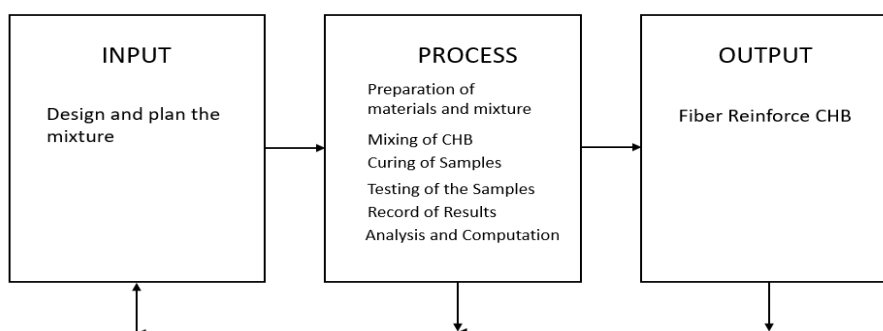 INPUT
Design and plan the
mixture
PROCESS
Preparation of
materials and mixture
Mixing of CHB
Curing of Samples
Testing of the Samples
Record of Results
Analysis and Computation
OUTPUT
Fiber Reinforce CHB